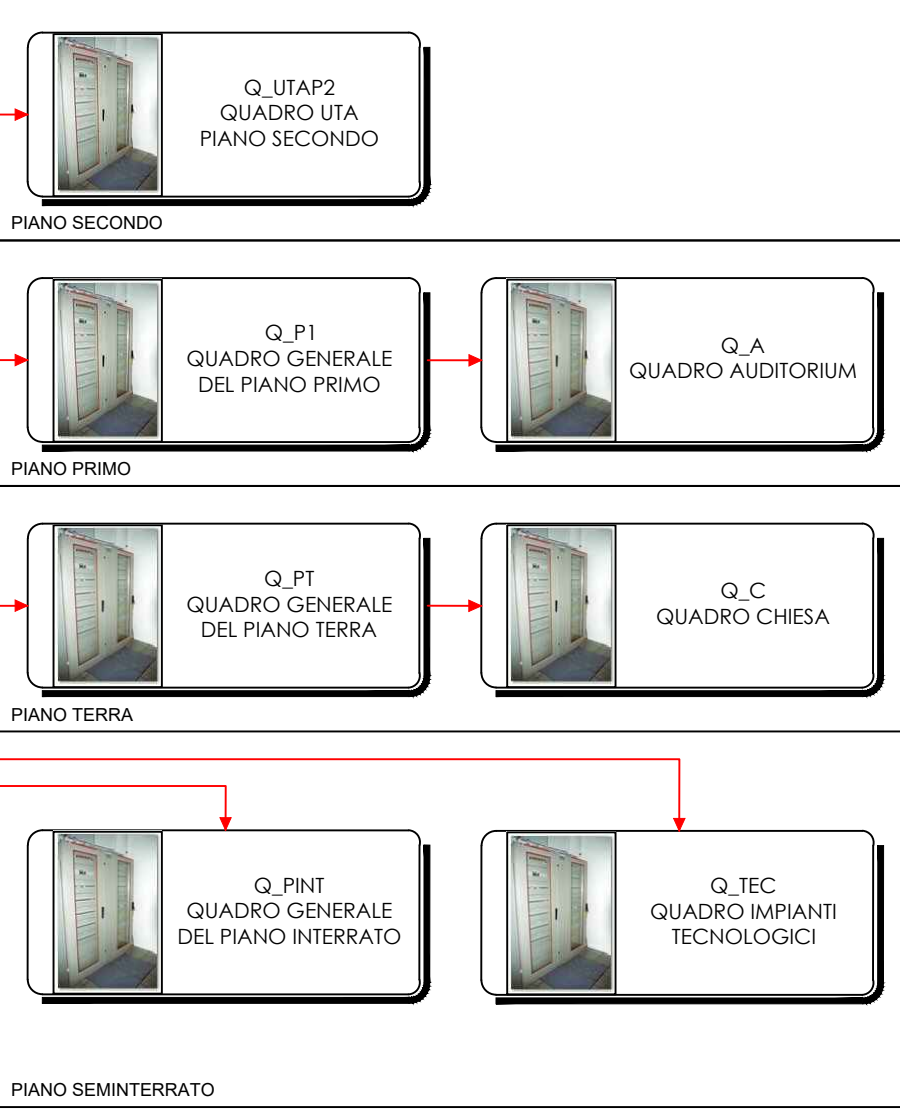 Q_UTAP2
QUADRO UTA
PIANO SECONDO
PIANO SECONDO
Q_P1
QUADRO GENERALE
DEL PIANO PRIMO
Q_A
QUADRO AUDITORIUM
PIANO PRIMO
Q_PT
QUADRO GENERALE
DEL PIANO TERRA
Q_C
QUADRO CHIESA
PIANO TERRA
Q_PINT
QUADRO GENERALE
DEL PIANO INTERRATO
Q_TEC
QUADRO IMPIANTI
TECNOLOGICI
PIANO SEMINTERRATO